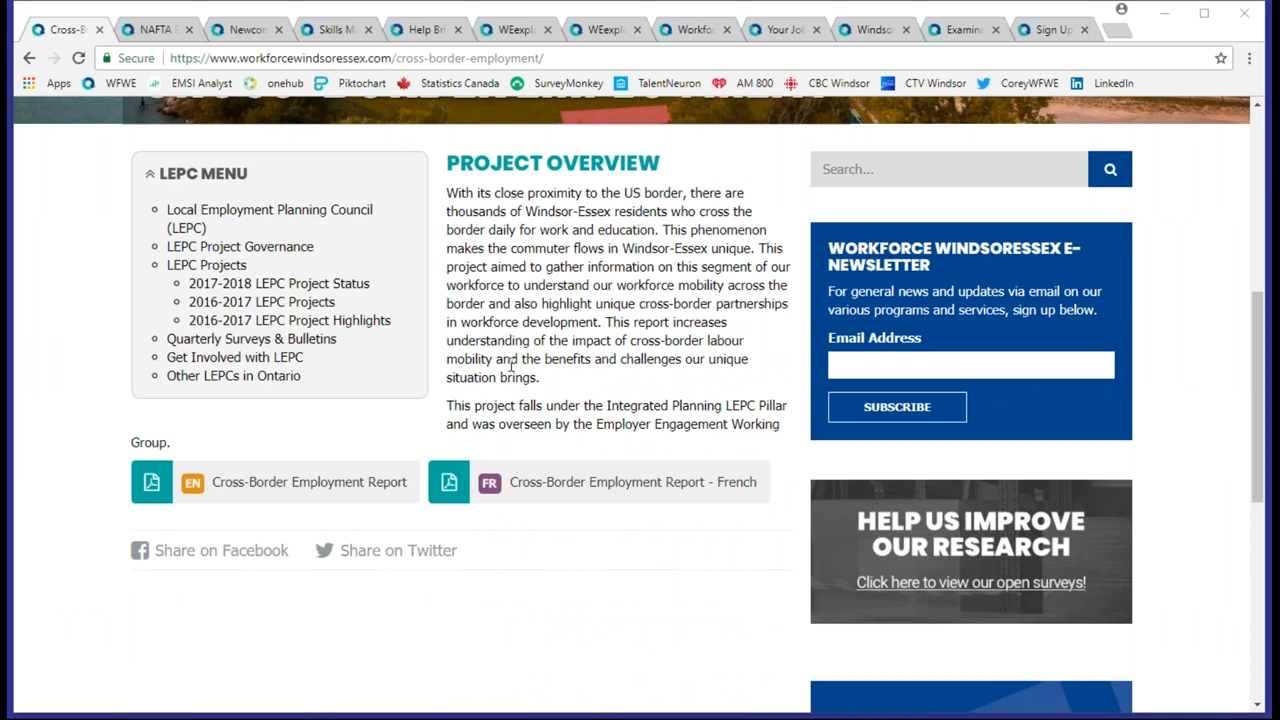 Cross-B
NAFTA E
Newcon
Skills M
Help Bri
WEexpl
WEexpl
Workfo
Your Jo
Windso
Examini
Sign Up
Secure
https://www.workforcewindsoressex.com/cross-border-employment/
Apps
WFWE
EMSI Analyst
onehub
Piktochart
Statistics Canada
SurveyMonkey
TalentNeuron
AM 800
CBC Windsor
CTV Windsor
CoreyWFWE
LinkedIn
LEPC MENU
Local Employment Planning Council
(LEPC)
LEPC Project Governance
LEPC Projects
2017-2018 LEPC Project Status
2016-2017 LEPC Projects
2016-2017 LEPC Project Highlights
Quarterly Surveys & Bulletins
Get Involved with LEPC
Other LEPCs in Ontario
PROJECT OVERVIEW
With its close proximity to the US border, there are
thousands of Windsor-Essex residents who cross the
border daily for work and education. This phenomenon
makes the commuter flows in Windsor-Essex unique. This
project aimed to gather information on this segment of our
workforce to understand our workforce mobility across the
border and also highlight unique cross-border partnerships
in workforce development. This report increases
understanding of the impact of cross-border labour
mobility and the benefits and challenges our unique
situation brings.
This project falls under the Integrated Planning LEPC Pillar
and was overseen by the Employer Engagement Working
Group.
EN Cross-Border Employment Report
FR Cross-Border Employment Report - French
Share on Facebook
Share on Twitter
Search...
WORKFORCE WINDSORESSEX E-
NEWSLETTER
For general news and updates via email on our
various programs and services, sign up below.
Email Address
SUBSCRIBE
HELP US IMPROVE
OUR RESEARCH
Click here to view our open surveys!